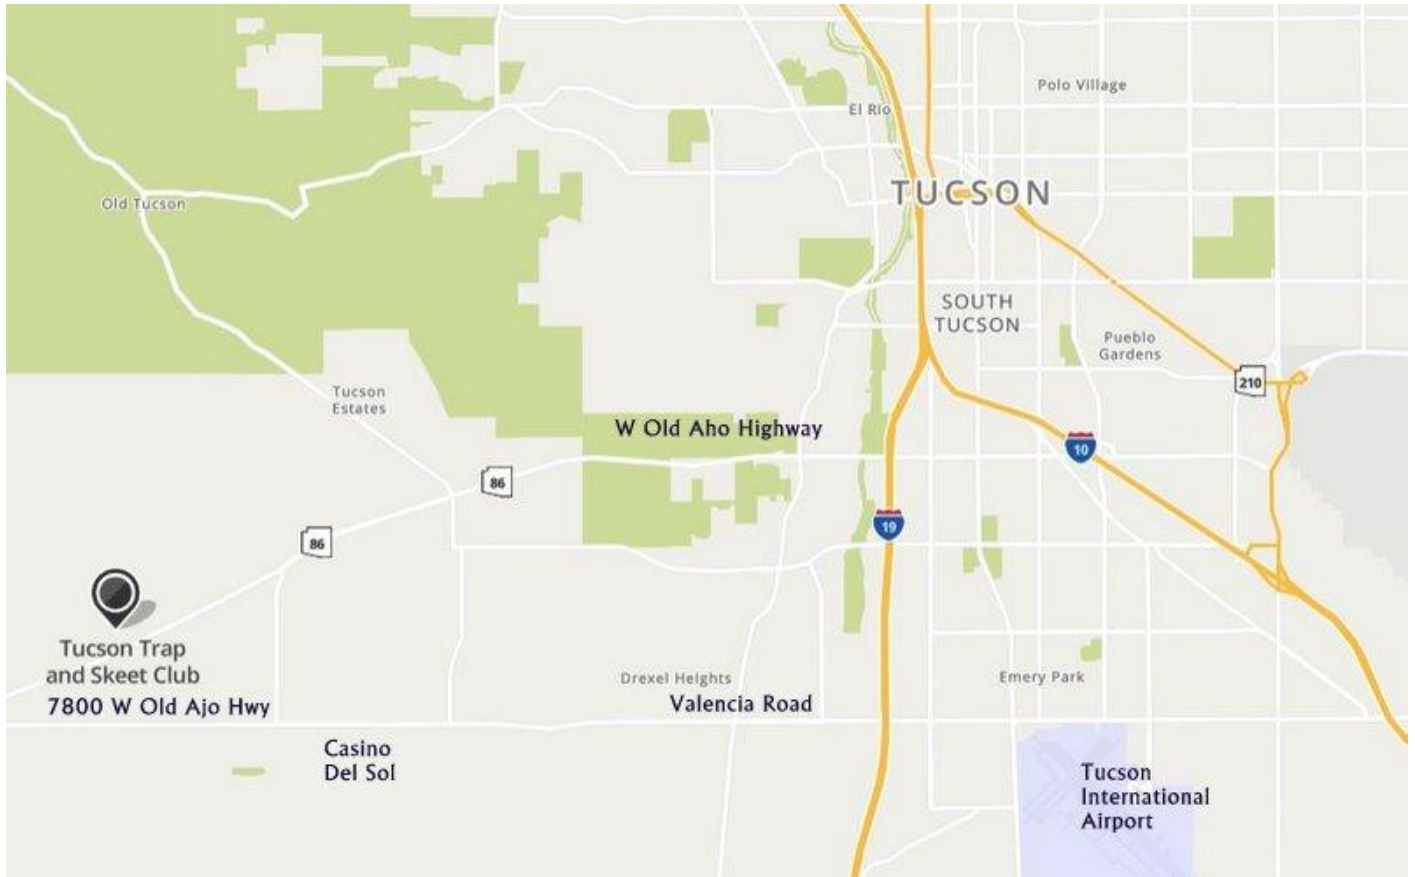 Polo Village
El Rio
TUCSON
Old Tucson
SOUTH
TUCSON
Pueblo
Gardens
210
Tucson
Estates
W Old Aho Highway
10
86
19
86
Tucson Trap
and Skeet Club
7800 W Old Ajo Hwy
Drexel Heights
Valencia Road
Emery Park
Casino
Del Sol
Tucson
International
Airport